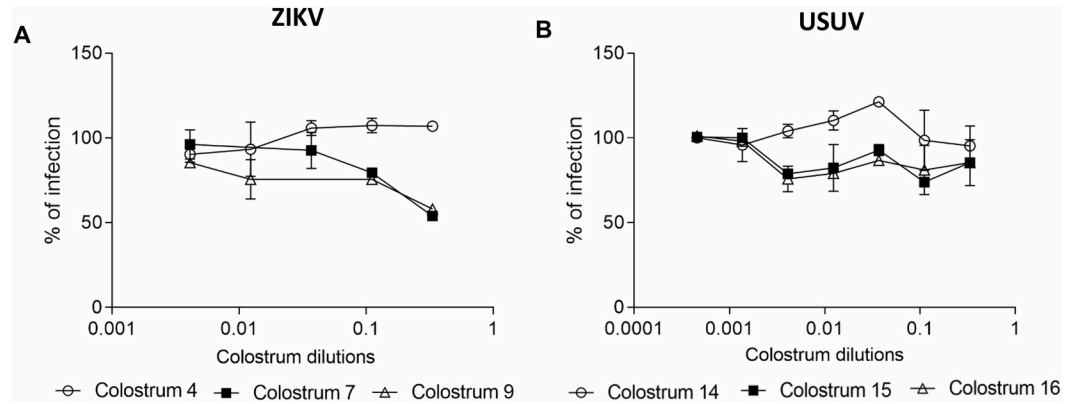 ZIKV
USUV
A
B
150
100
50
0
% of infection
0.001
0.01
0.1
1
Colostrum dilutions
150
100
50
0
% of infection
0.0001
0.001
0.01
0.1
1
Colostrum dilutions
Colostrum 4 Colostrum 7 Colostrum 9
Colostrum 14 Colostrum 15 Colostrum 16